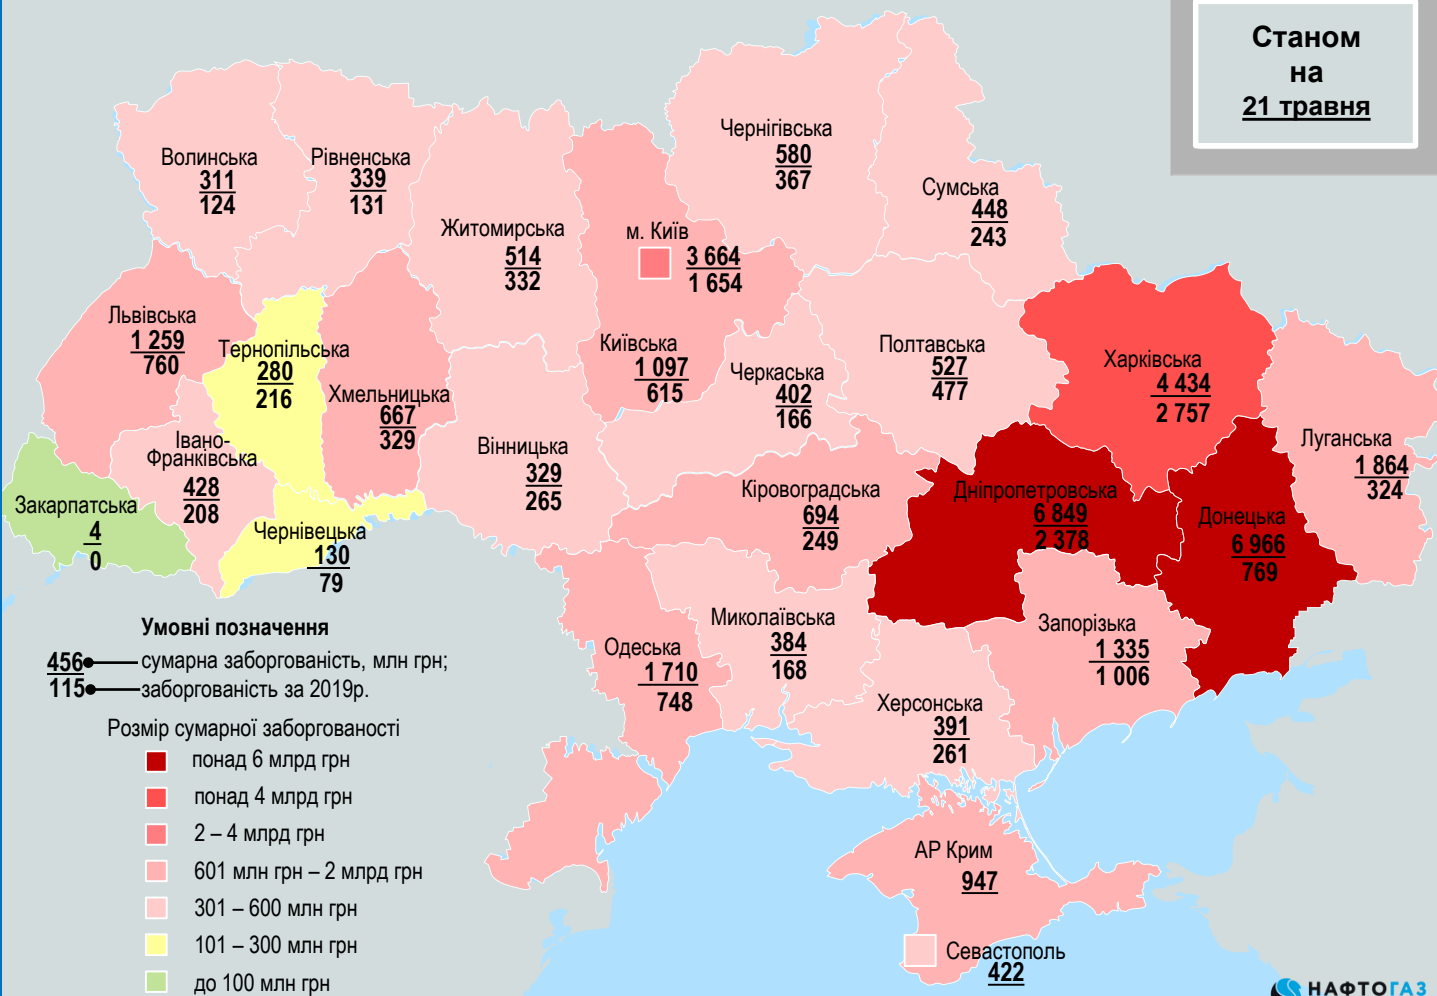 Станом
на
21 травня
Волинська
311
124
Рівненська
339
131
Житомирська
514
332
Чернігівська
580
367
Сумська
448
243
м. Київ
3 664
1 654
Київська
1 097
615
Львівська
1 259
760
Тернопільська
280
216
Хмельницька
667
329
Вінницька
329
265
Черкаська
402
166
Полтавська
527
477
Харківська
4 434
2 757
Луганська
1 864
324
Івано-
Франківська
428
208
Закарпатська
4
0
Чернівецька
130
79
Кіровоградська
694
249
Дніпропетровська
6 849
2 378
Донецька
6 966
769
Запорізька
1 335
1 006
Миколаївська
384
168
Одеська
1 710
748
Херсонська
391
261
АР Крим
947
Севастополь
422
Умовні позначення
456 сумарна заборгованість, млн грн;
115 заборгованість за 2019р.
Розмір сумарної заборгованості
понад 6 млрд грн
понад 4 млрд грн
2 – 4 млрд грн
601 млн грн – 2 млрд грн
301 – 600 млн грн
101 – 300 млн грн
до 100 млн грн
НАФТОГАЗ